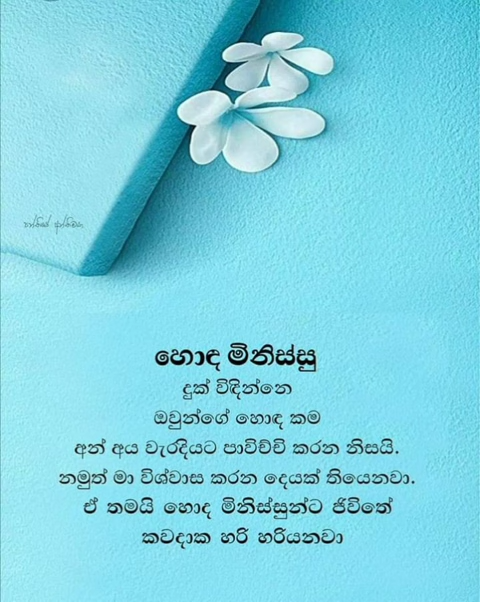 හොඳ මිනිස්සු
දුක් විඳින්නෙ
ඔවුන්ගේ හොඳ කම
අන් අය වැරදියට පාවිච්චි කරන නිසයි.
නමුත් මා විශ්වාස කරන දෙයක් තියෙනවා.
ඒ තමයි හොද මිනිස්සුන්ට ජිවිතේ
කවදාක හරි හරියනවා